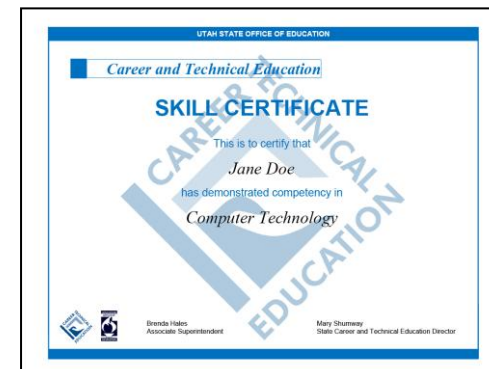 UTAH STATE OFFICE OF EDUCATION
Career and Technical Education
SKILL CERTIFICATE
This is to certify that
Jane Doe
has demonstrated competency in
Computer Technology
CAREER TECHNICAL EDUCATION
Brenda Hales
Associate Superintendent
Mary Shumway
State Career and Technical Education Director